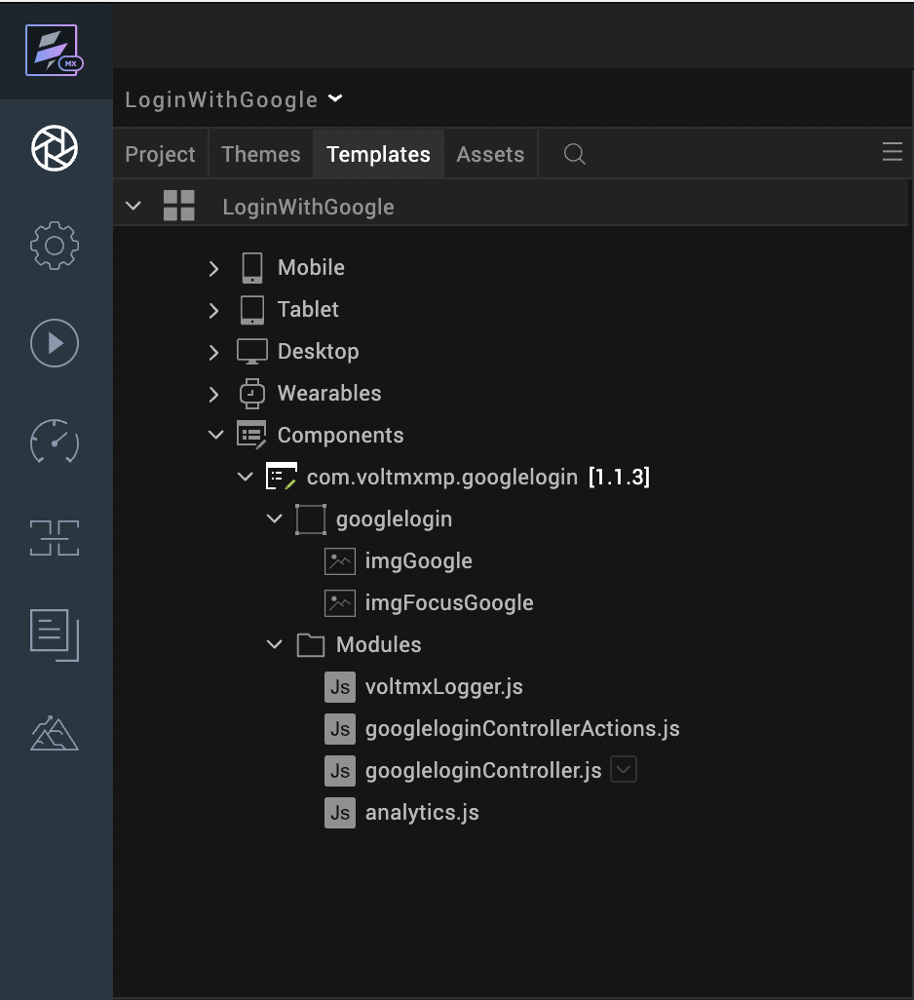 MX
LoginWithGoogle
Project Themes Templates Assets
LoginWithGoogle
Mobile
Tablet
Desktop
Wearables
Components
com.voltmxmp.googlelogin [1.1.3]
googlelogin
imgGoogle
imgFocusGoogle
Modules
Js voltmxLogger.js
Js googleloginControllerActions.js
Js googleloginController.js
Js analytics.js